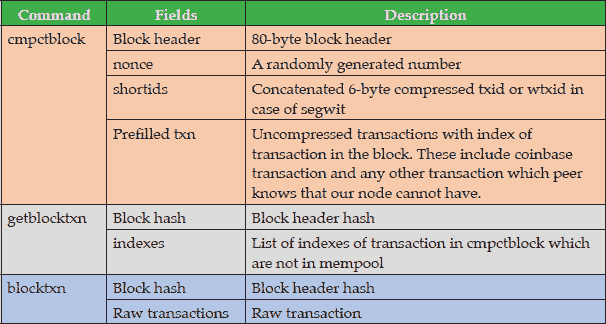 Command Fields Description
cmpctblock Block header 80-byte block header
nonce A randomly generated number
shortids Concatenated 6-byte compressed txid or wtxid in
case of segwit
Prefilled txn Uncompressed transactions with index of
transaction in the block. These include coinbase
transaction and any other transaction which peer
knows that our node cannot have.
getblocktxn Block hash Block header hash
indexes List of indexes of transaction in cmpctblock which
are not in mempool
blocktxn Block hash Block header hash
Raw transactions Raw transaction